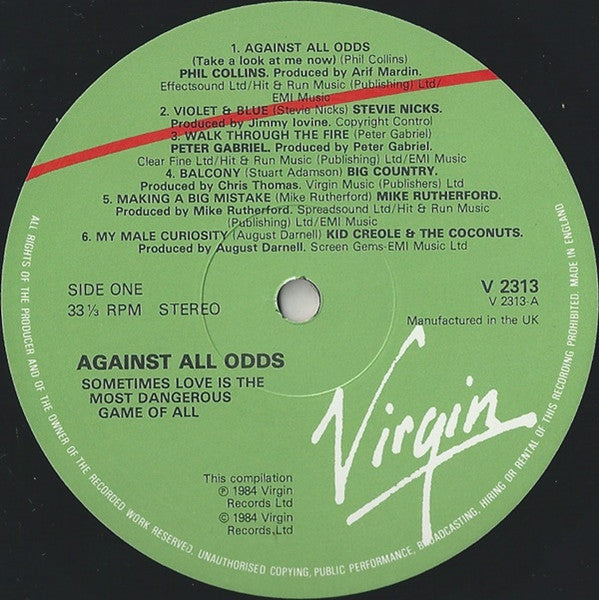 1. AGAINST ALL ODDS
(Take a look at me now) (Phil Collins)
PHIL COLLINS. Produced by Arif Mardin.
Effectsound Ltd/Hit & Run Music (Publishing) Ltd/
EMI Music
2. VIOLET & BLUE (Stevie Nicks) STEVIE NICKS.
Produced by Jimmy Iovine. Copyright Control
3. WALK THROUGH THE FIRE (Peter Gabriel)
PETER GABRIEL. Produced by Peter Gabriel.
Clear Fine Ltd/Hit & Run Music (Publishing) Ltd/EMI Music
4. BALCONY (Stuart Adamson) BIG COUNTRY.
Produced by Chris Thomas. Virgin Music (Publishers) Ltd
5. MAKING A BIG MISTAKE (Mike Rutherford) MIKE RUTHERFORD.
Produced by Mike Rutherford. Spreadsound Ltd/Hit & Run Music
(Publishing) Ltd/EMI Music
6. MY MALE CURIOSITY (August Darnell) KID CREOLE & THE COCONUTS.
Produced by August Darnell. Screen Gems-EMI Music Ltd
SIDE ONE
33⅓ RPM STEREO
V 2313
V 2313-A
Manufactured in the UK
AGAINST ALL ODDS
SOMETIMES LOVE IS THE
MOST DANGEROUS
GAME OF ALL
Virgin
This compilation
℗ 1984 Virgin
Records Ltd
© 1984 Virgin
Records Ltd
ALL RIGHTS OF THE PRODUCER AND OF THE OWNER OF THE RECORDED WORK RESERVED. UNAUTHORISED COPYING, PUBLIC PERFORMANCE, BROADCASTING, HIRING OR RENTAL OF THIS RECORDING PROHIBITED. MADE IN ENGLAND